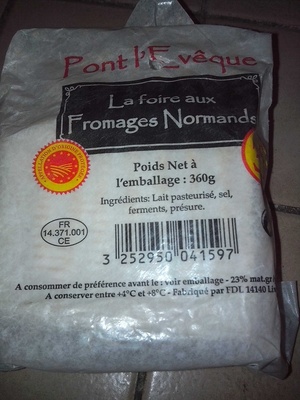 Pont l'Evêque
La foire aux
Fromages Normands
Poids Net à
l'emballage : 360g
Ingrédients: Lait pasteurisé, sel,
ferments, présure.
FR
14.371.001
CE
3 252950 041597
A consommer de préférence avant le : voir emballage - 23% mat.gr
A conserver entre +4°C et +8°C - Fabriqué par FDL 14140